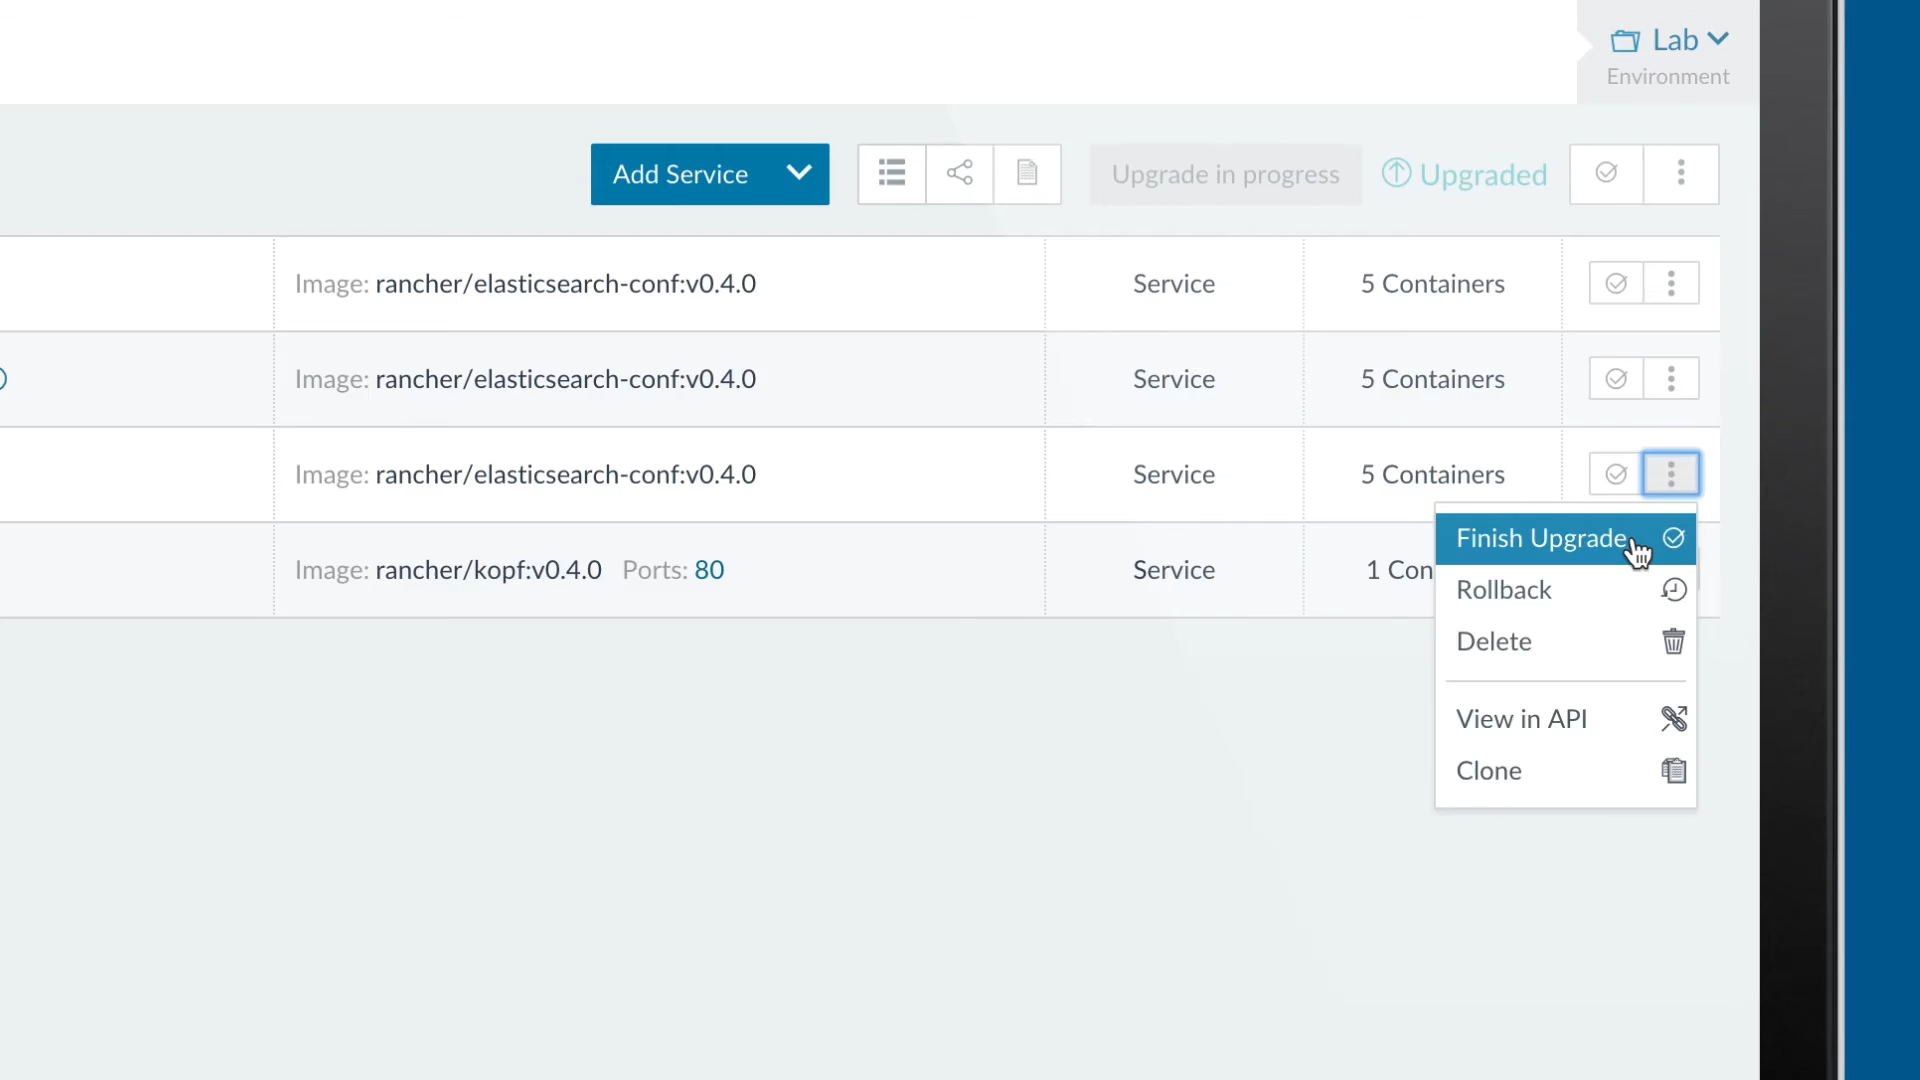 Lab
Environment
Add Service
Upgrade in progress
Upgraded
Image: rancher/elasticsearch-conf:v0.4.0 Service 5 Containers
Image: rancher/elasticsearch-conf:v0.4.0 Service 5 Containers
Image: rancher/elasticsearch-conf:v0.4.0 Service 5 Containers
Image: rancher/kopf:v0.4.0 Ports: 80 Service 1 Con
Finish Upgrade
Rollback
Delete
View in API
Clone